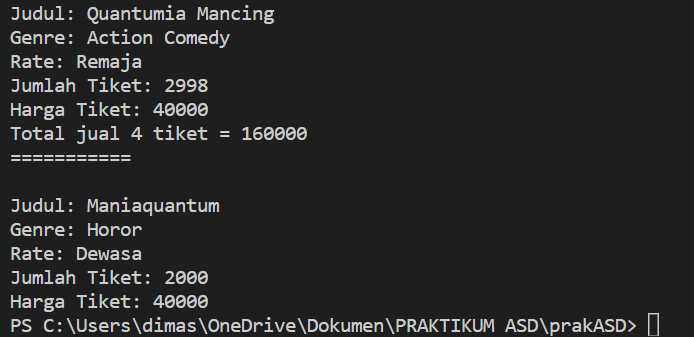 Judul: Quantumia Mancing
Genre: Action Comedy
Rate: Remaja
Jumlah Tiket: 2998
Harga Tiket: 40000
Total jual 4 tiket = 160000
===========
Judul: Maniaquantum
Genre: Horor
Rate: Dewasa
Jumlah Tiket: 2000
Harga Tiket: 40000
PS C:\Users\dimas\OneDrive\Dokumen\PRAKTIKUM ASD\prakASD>